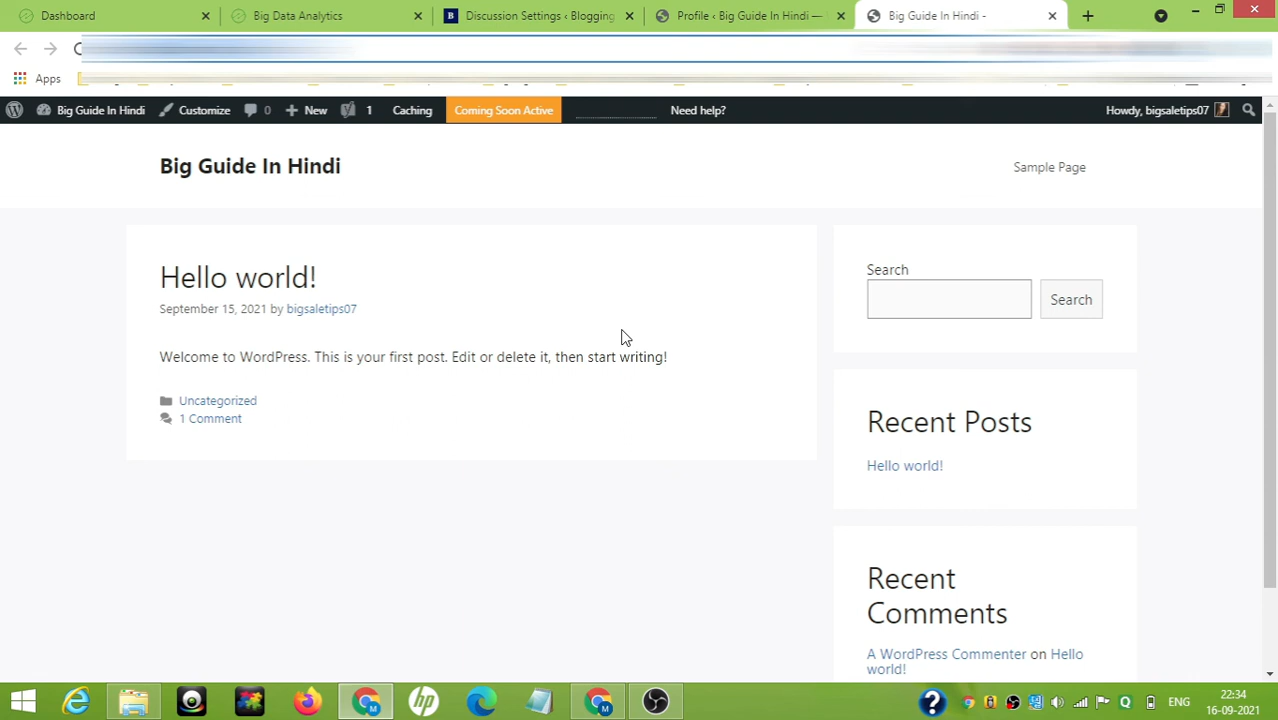 Dashboard
Big Data Analytics
B Discussion Settings ‹ Blogging
Profile ‹ Big Guide In Hindi —
Big Guide In Hindi -
Apps
Big Guide In Hindi
Customize
0
New
1
Caching
Coming Soon Active
Need help?
Howdy, bigsaletips07
Big Guide In Hindi
Sample Page
Hello world!
September 15, 2021 by bigsaletips07
Welcome to WordPress. This is your first post. Edit or delete it, then start writing!
Uncategorized
1 Comment
Search
Search
Recent Posts
Hello world!
Recent
Comments
A WordPress Commenter on Hello
world!
ENG
22:34
16-09-2021